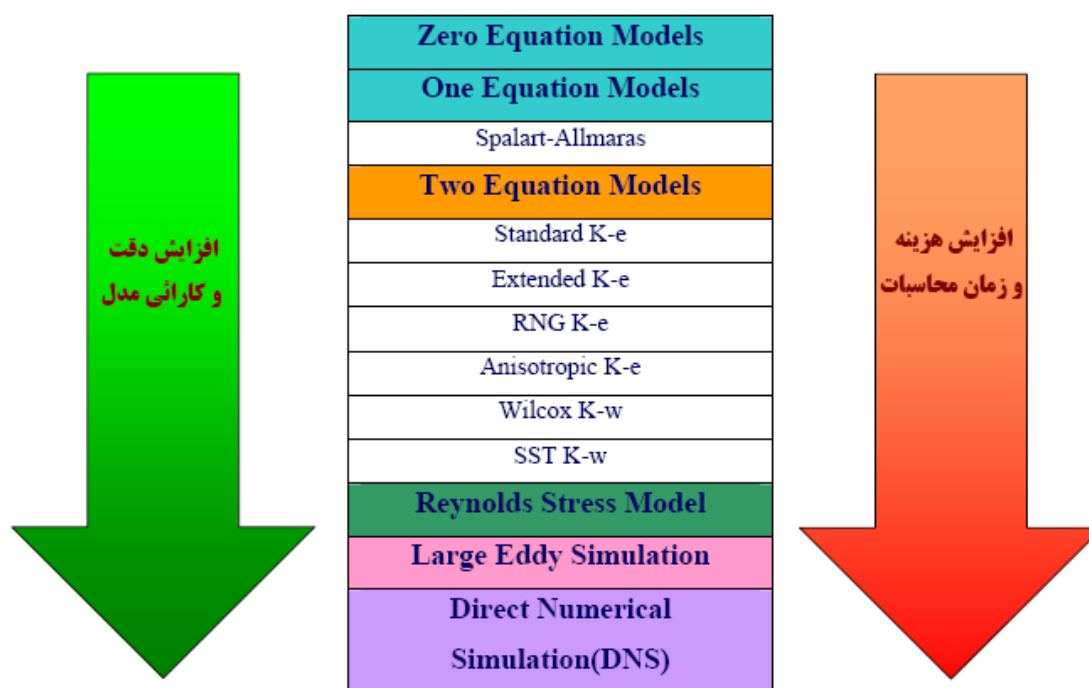 Zero Equation Models
One Equation Models
Spalart-Allmaras
Two Equation Models
Standard K-e
Extended K-e
RNG K-e
Anisotropic K-e
Wilcox K-w
SST K-w
Reynolds Stress Model
Large Eddy Simulation
Direct Numerical
Simulation(DNS)
افزایش دقت
و کارائی مدل
افزایش هزینه
و زمان محاسبات